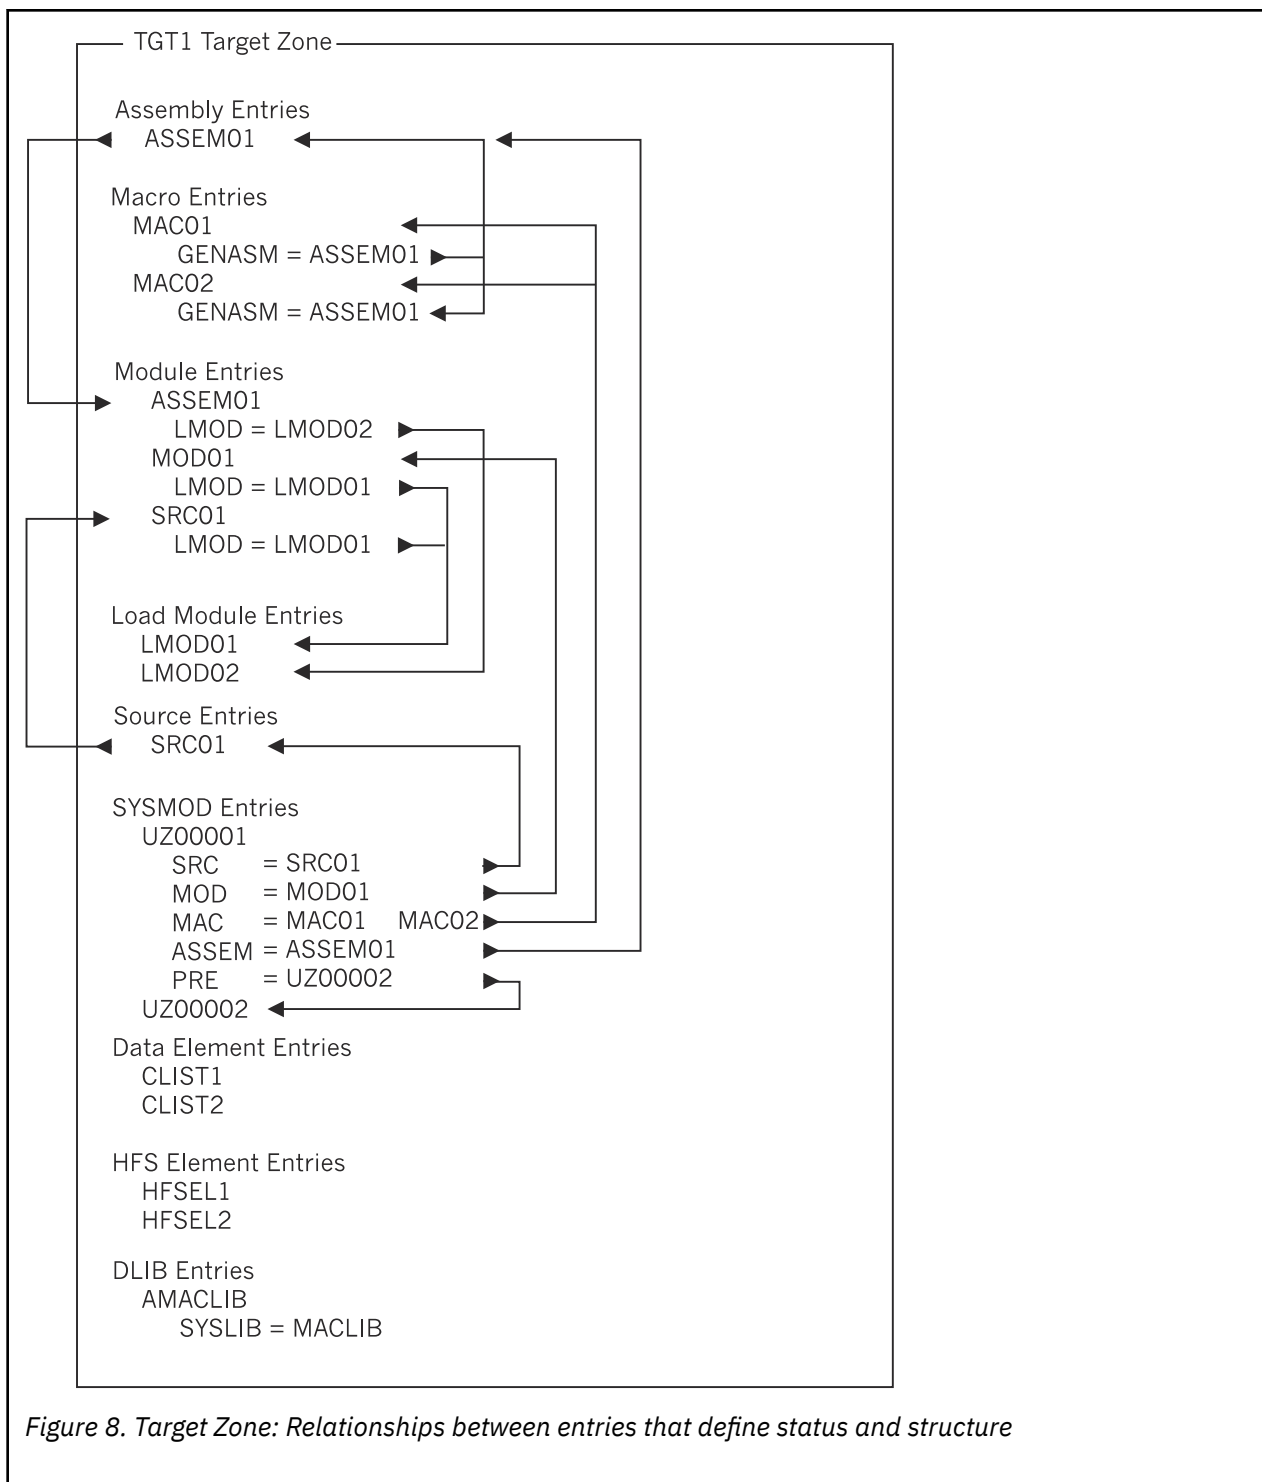 TGT1 Target Zone
Assembly Entries
ASSEM01
Macro Entries
MAC01
GENASM = ASSEM01
MAC02
GENASM = ASSEM01
Module Entries
ASSEM01
LMOD = LMOD02
MOD01
LMOD = LMOD01
SRC01
LMOD = LMOD01
Load Module Entries
LMOD01
LMOD02
Source Entries
SRC01
SYSMOD Entries
UZ00001
SRC = SRC01
MOD = MOD01
MAC = MAC01 MAC02
ASSEM = ASSEM01
PRE = UZ00002
UZ00002
Data Element Entries
CLIST1
CLIST2
HFS Element Entries
HFSEL1
HFSEL2
DLIB Entries
AMACLIB
SYSLIB = MACLIB
Figure 8. Target Zone: Relationships between entries that define status and structure